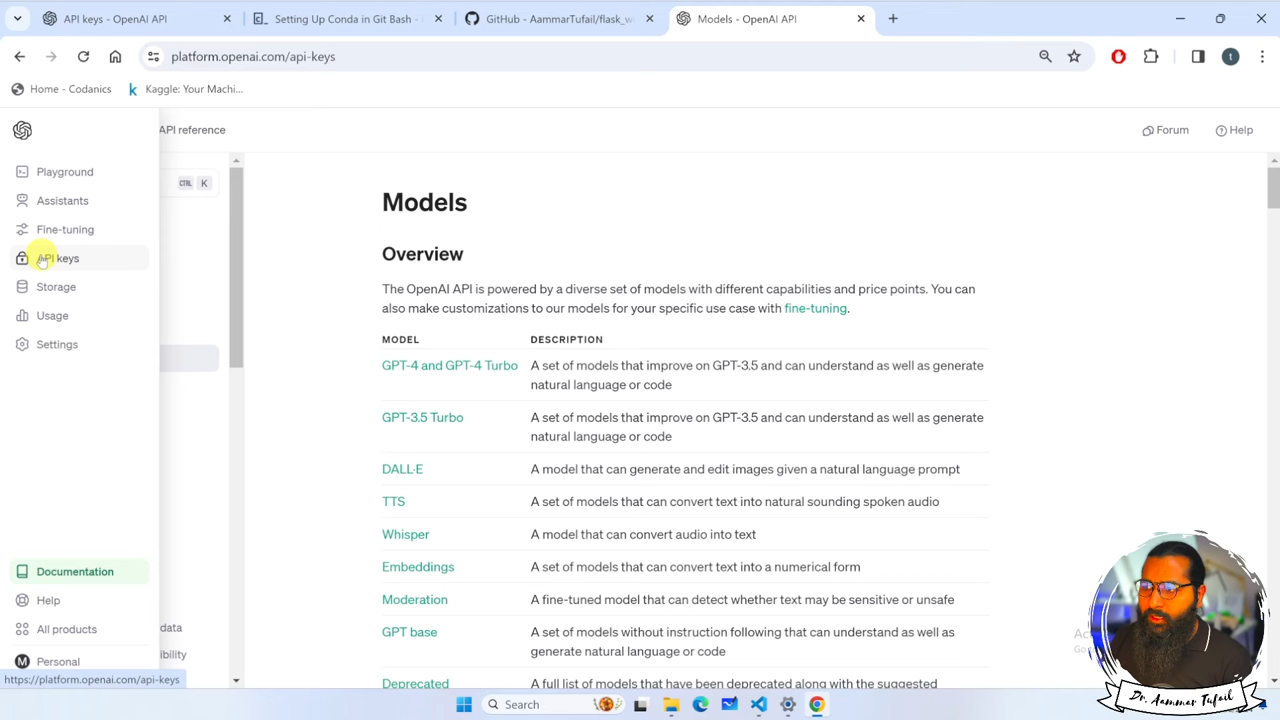 API keys - OpenAI API
Setting Up Conda in Git Bash -
GitHub - AammarTufail/flask_w
Models - OpenAI API
platform.openai.com/api-keys
t
Home - Codanics
Kaggle: Your Machi...
API reference
Forum
Help
Playground
CTRL K
Assistants
Fine-tuning
API keys
Storage
Usage
Settings
Documentation
Help
All products
Personal
M
data
ibility
https://platform.openai.com/api-keys
Models
Overview
The OpenAI API is powered by a diverse set of models with different capabilities and price points. You can
also make customizations to our models for your specific use case with fine-tuning.
MODEL DESCRIPTION
GPT-4 and GPT-4 Turbo A set of models that improve on GPT-3.5 and can understand as well as generate
natural language or code
GPT-3.5 Turbo A set of models that improve on GPT-3.5 and can understand as well as generate
natural language or code
DALL·E A model that can generate and edit images given a natural language prompt
TTS A set of models that can convert text into natural sounding spoken audio
Whisper A model that can convert audio into text
Embeddings A set of models that can convert text into a numerical form
Moderation A fine-tuned model that can detect whether text may be sensitive or unsafe
GPT base A set of models without instruction following that can understand as well as
generate natural language or code
Deprecated A full list of models that have been deprecated along with the suggested
Dr. Aammar Tufail
Search